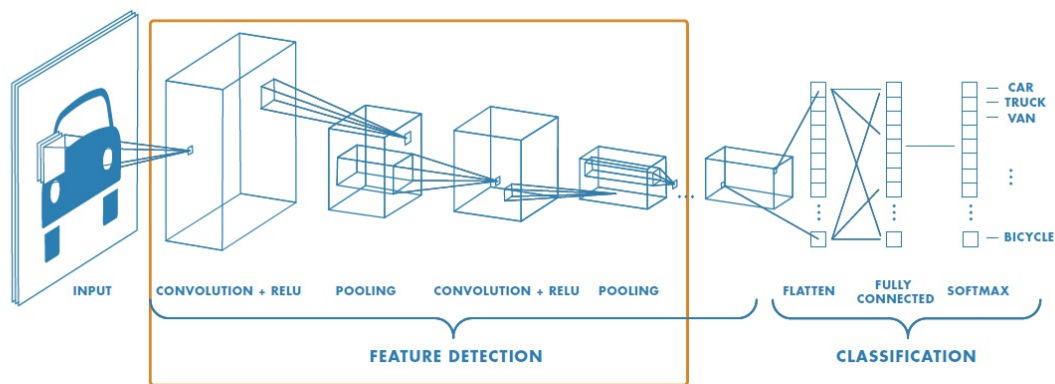 CAR
TRUCK
VAN
BICYCLE
INPUT
CONVOLUTION + RELU
POOLING
CONVOLUTION + RELU
POOLING
FLATTEN
FULLY
CONNECTED
SOFTMAX
FEATURE DETECTION
CLASSIFICATION